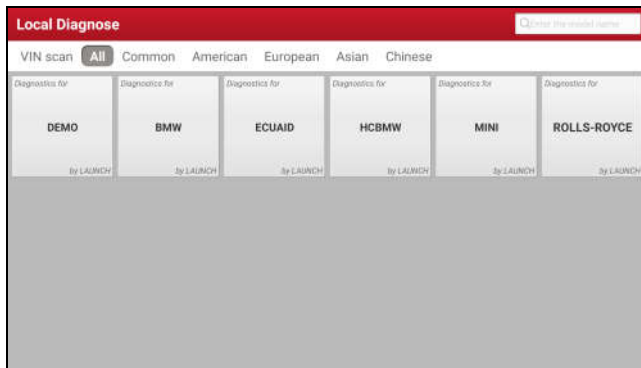 Local Diagnose
Enter the model name
VIN scan All Common American European Asian Chinese
Diagnostics for Diagnostics for Diagnostics for Diagnostics for Diagnostics for Diagnostics for
DEMO BMW ECUAID HCBMW MINI ROLLS-ROYCE
by LAUNCH by LAUNCH by LAUNCH by LAUNCH by LAUNCH by LAUNCH